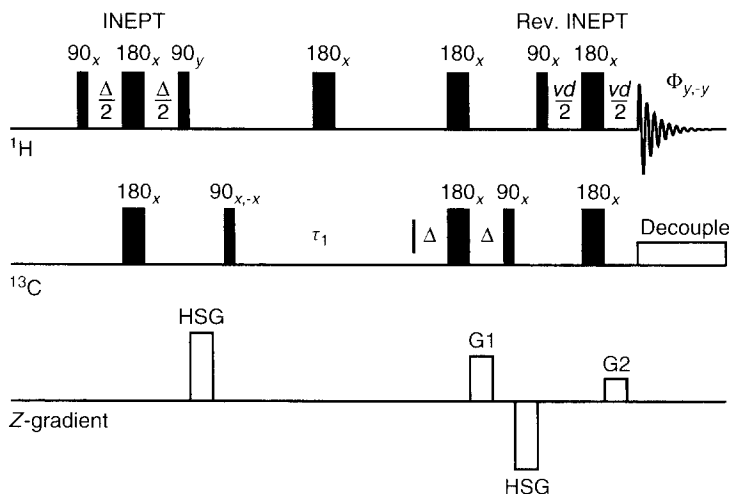 INEPT Rev. INEPT
90ₓ 180ₓ 90ᵧ 180ₓ 180ₓ 90ₓ 180ₓ
Δ/2 Δ/2 vd/2 vd/2 Φy,-y
¹H
180ₓ 90x,-x 180ₓ 90ₓ 180ₓ
τ₁ Δ Δ Decouple
¹³C
HSG G1 G2
Z-gradient
HSG